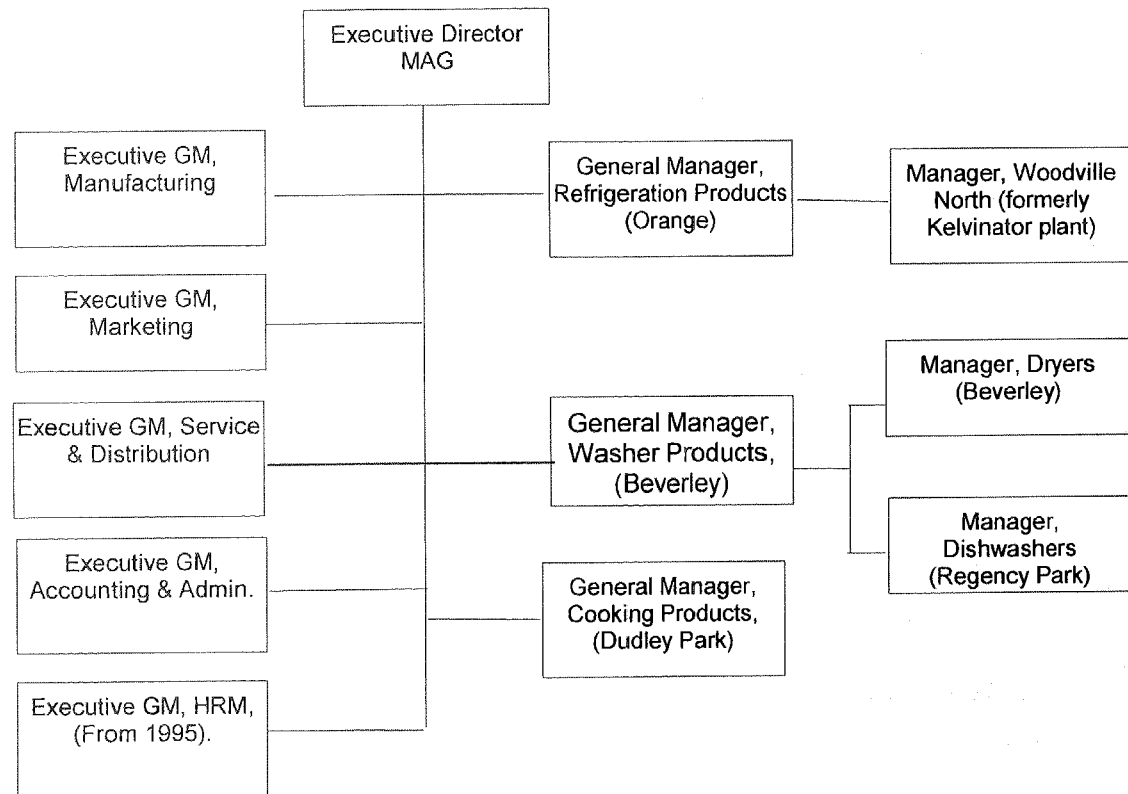 Executive Director
MAG
Executive GM,
Manufacturing
General Manager,
Refrigeration Products
(Orange)
Manager, Woodville
North (formerly
Kelvinator plant)
Executive GM,
Marketing
Executive GM, Service
& Distribution
General Manager,
Washer Products,
(Beverley)
Manager, Dryers
(Beverley)
Manager,
Dishwashers
(Regency Park)
Executive GM,
Accounting & Admin.
General Manager,
Cooking Products,
(Dudley Park)
Executive GM, HRM,
(From 1995).